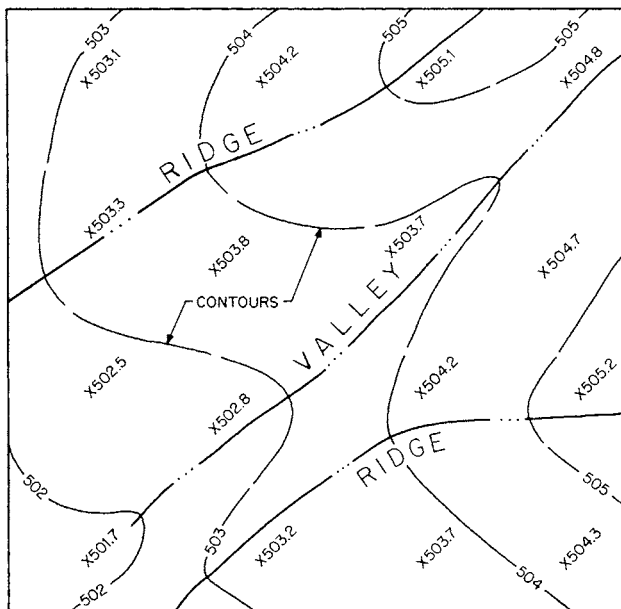 503
504
505
505
X503.1
X504.2
X505.1
X504.8
RIDGE
X503.3
X503.8
X503.7
X504.7
CONTOURS
VALLEY
X502.5
X502.8
X504.2
X505.2
RIDGE
502
505
X501.7
503
X503.2
X503.7
X504.3
502
504